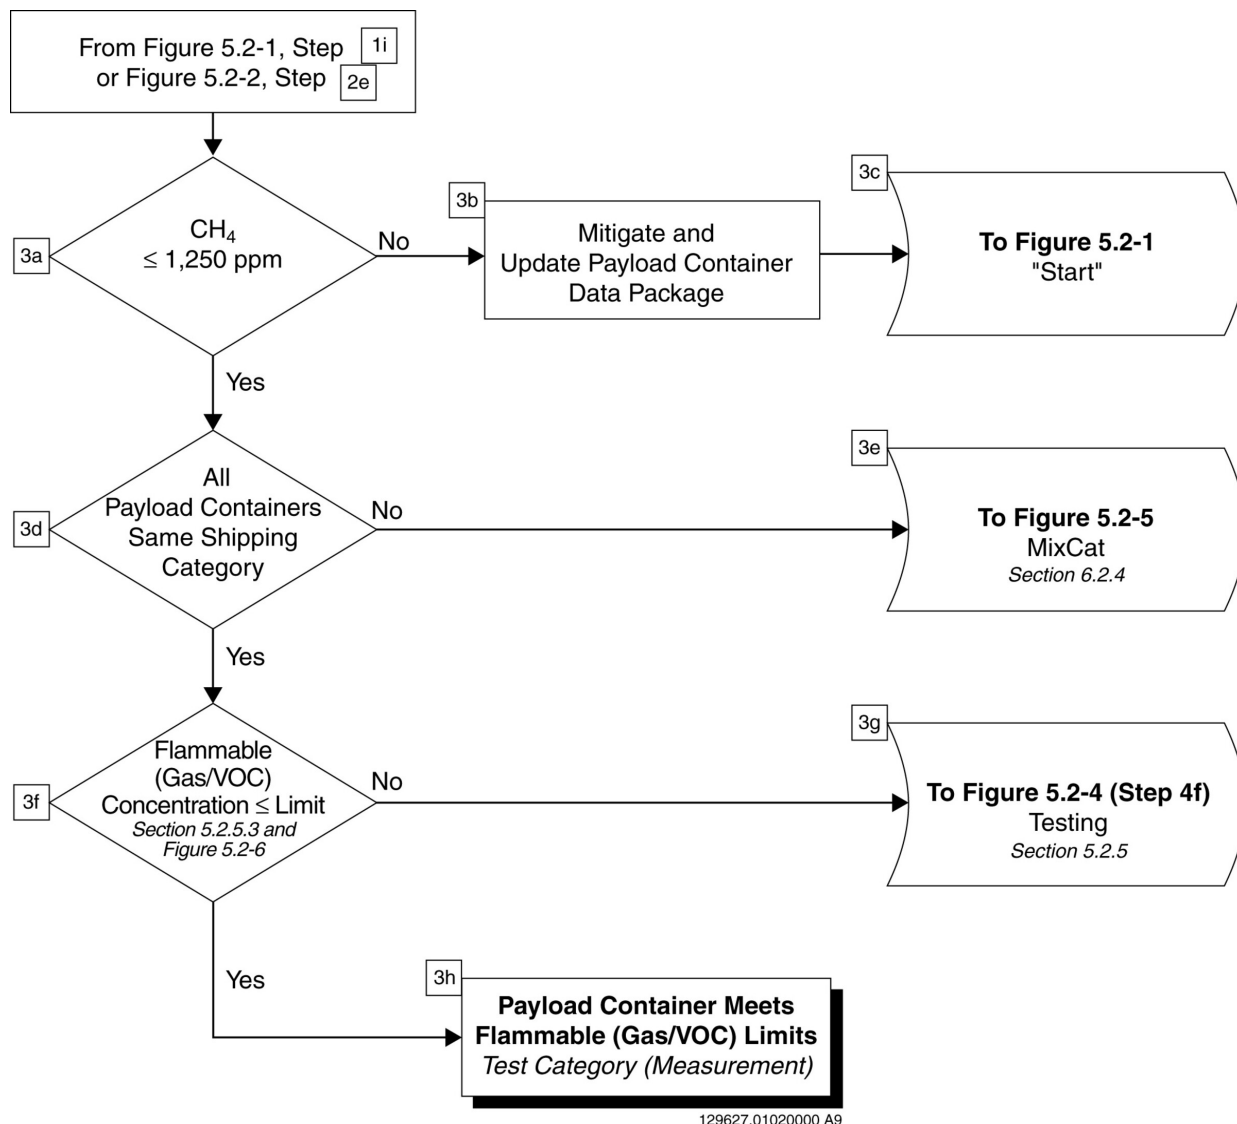 From Figure 5.2-1, Step 1i
or Figure 5.2-2, Step 2e
3a
CH₄
≤ 1,250 ppm
No
3b
Mitigate and
Update Payload Container
Data Package
3c
To Figure 5.2-1
"Start"
Yes
3d
All
Payload Containers
Same Shipping
Category
No
3e
To Figure 5.2-5
MixCat
Section 6.2.4
Yes
3f
Flammable
(Gas/VOC)
Concentration ≤ Limit
Section 5.2.5.3 and
Figure 5.2-6
No
3g
To Figure 5.2-4 (Step 4f)
Testing
Section 5.2.5
Yes
3h
Payload Container Meets
Flammable (Gas/VOC) Limits
Test Category (Measurement)
129627.01020000 A9